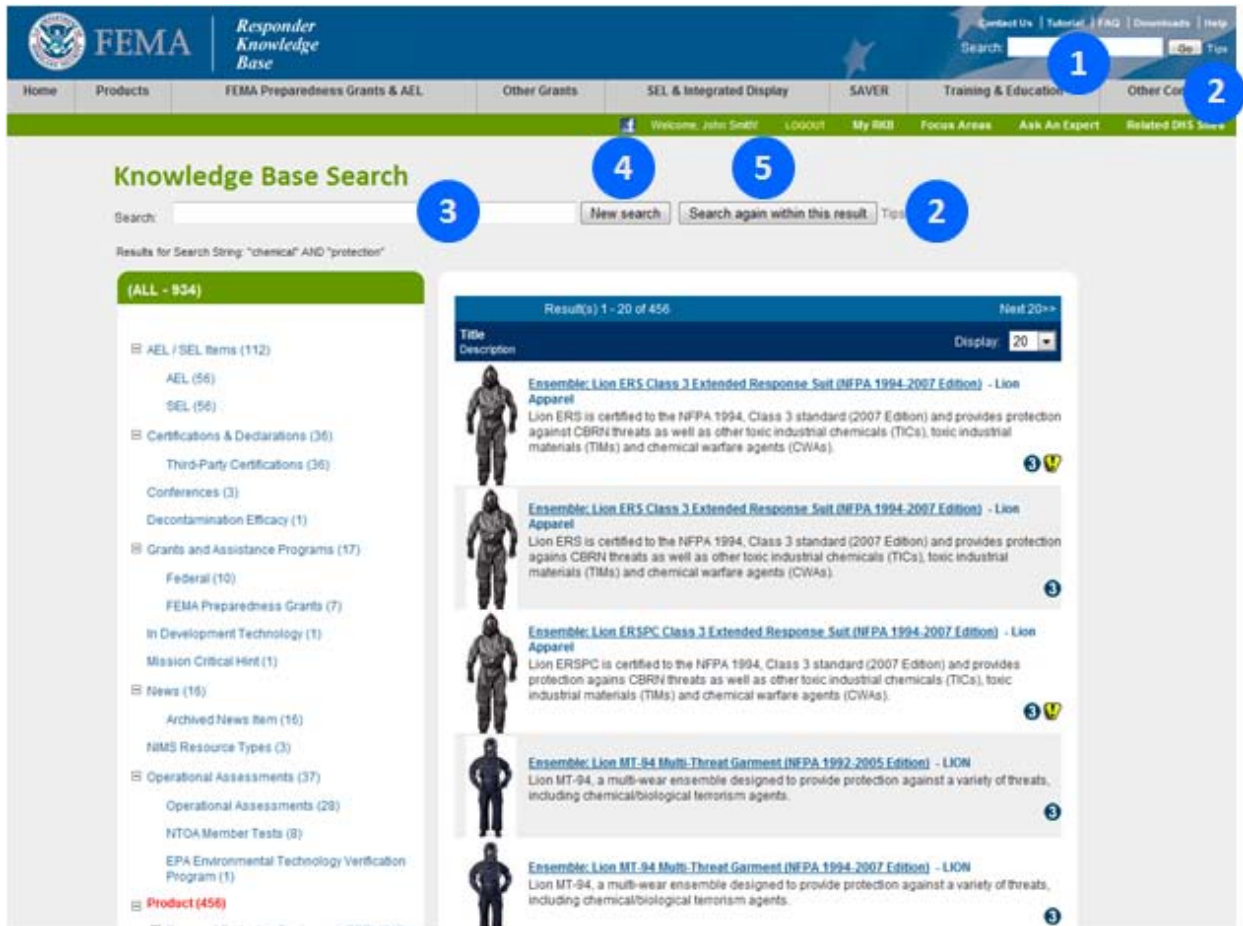 FEMA
Responder
Knowledge
Base
Contact Us | Tutorial | FAQ | Downloads | Help
Search: Go Tips
1
Home Products FEMA Preparedness Grants & AEL Other Grants SEL & Integrated Display SAVER Training & Education Other
2
Welcome, John Smith! LOGOUT My RKB Focus Areas Ask An Expert Related DHS Sites
4 5
Knowledge Base Search
Search: 3 New search Search again within this result Tips 2
Results for Search String: "chemical" AND "protection"
(ALL - 934)
AEL / SEL Items (112)
AEL (56)
SEL (56)
Certifications & Declarations (36)
Third-Party Certifications (36)
Conferences (3)
Decontamination Efficacy (1)
Grants and Assistance Programs (17)
Federal (10)
FEMA Preparedness Grants (7)
In Development Technology (1)
Mission Critical Hint (1)
News (16)
Archived News Item (16)
NIMS Resource Types (3)
Operational Assessments (37)
Operational Assessments (28)
NTOA Member Tests (8)
EPA Environmental Technology Verification
Program (1)
Product (456)
Result(s) 1 - 20 of 456 Next 20>>
Title
Description
Display: 20
Ensemble: Lion ERS Class 3 Extended Response Suit (NFPA 1994-2007 Edition) - Lion
Apparel
Lion ERS is certified to the NFPA 1994, Class 3 standard (2007 Edition) and provides protection
against CBRN threats as well as other toxic industrial chemicals (TICs), toxic industrial
materials (TIMs) and chemical warfare agents (CWAs).
3 !
Ensemble: Lion ERS Class 3 Extended Response Suit (NFPA 1994-2007 Edition) - Lion
Apparel
Lion ERS is certified to the NFPA 1994, Class 3 standard (2007 Edition) and provides protection
agains CBRN threats as well as other toxic industrial chemicals (TICs), toxic industrial
materials (TIMs) and chemical warfare agents (CWAs).
3
Ensemble: Lion ERSPC Class 3 Extended Response Suit (NFPA 1994-2007 Edition) - Lion
Apparel
Lion ERSPC is certified to the NFPA 1994, Class 3 standard (2007 Edition) and provides
protection agains CBRN threats as well as other toxic industrial chemicals (TICs), toxic
industrial materials (TIMs) and chemical warfare agents (CWAs).
3 !
Ensemble: Lion MT-94 Multi-Threat Garment (NFPA 1992-2005 Edition) - LION
Lion MT-94, a multi-wear ensemble designed to provide protection against a variety of threats,
including chemical/biological terrorism agents.
3
Ensemble: Lion MT-94 Multi-Threat Garment (NFPA 1994-2007 Edition) - LION
Lion MT-94, a multi-wear ensemble designed to provide protection against a variety of threats,
including chemical/biological terrorism agents.
3